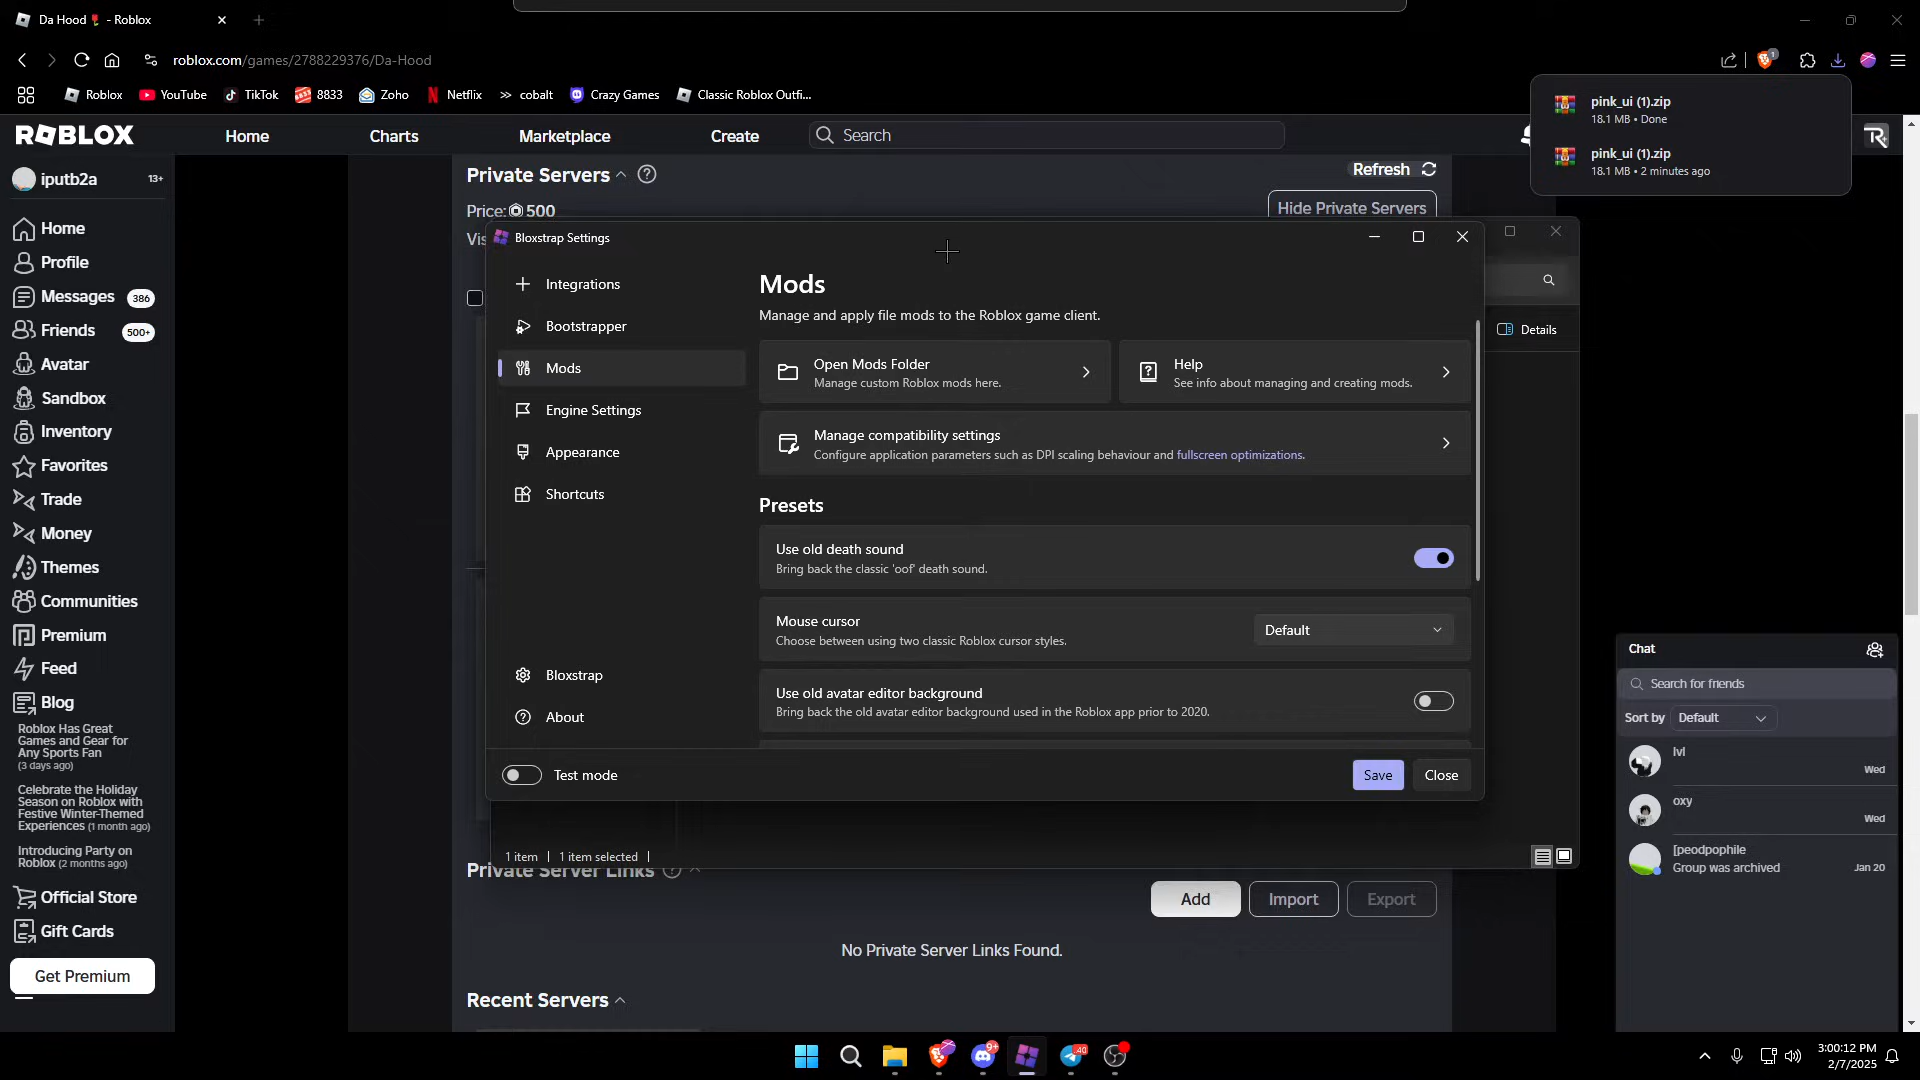 Da Hood 🌹 - Roblox
roblox.com/games/2788229376/Da-Hood
1
Roblox
YouTube
TikTok
8833
Zoho
Netflix
cobalt
Crazy Games
Classic Roblox Outfi...
pink_ui (1).zip
18.1 MB • Done
pink_ui (1).zip
18.1 MB • 2 minutes ago
ROBLOX
Home
Charts
Marketplace
Create
Search
iputb2a
13+
Home
Profile
Messages
386
Friends
500+
Avatar
Sandbox
Inventory
Favorites
Trade
Money
Themes
Communities
Premium
Feed
Blog
Roblox Has Great
Games and Gear for
Any Sports Fan
(3 days ago)
Celebrate the Holiday
Season on Roblox with
Festive Winter-Themed
Experiences (1 month ago)
Introducing Party on
Roblox (2 months ago)
Official Store
Gift Cards
Get Premium
Private Servers
Refresh
Price: 500
Hide Private Servers
Vis
Details
Bloxstrap Settings
Integrations
Bootstrapper
Mods
Engine Settings
Appearance
Shortcuts
Bloxstrap
About
Mods
Manage and apply file mods to the Roblox game client.
Open Mods Folder
Manage custom Roblox mods here.
Help
See info about managing and creating mods.
Manage compatibility settings
Configure application parameters such as DPI scaling behaviour and fullscreen optimizations.
Presets
Use old death sound
Bring back the classic 'oof' death sound.
Mouse cursor
Choose between using two classic Roblox cursor styles.
Default
Use old avatar editor background
Bring back the old avatar editor background used in the Roblox app prior to 2020.
Test mode
Save
Close
1 item
1 item selected
Private Server Links
Add
Import
Export
No Private Server Links Found.
Recent Servers
Chat
Search for friends
Sort by
Default
lvl
Wed
oxy
Wed
[peodpophile
Group was archived
Jan 20
9+
40
3:00:12 PM
2/7/2025